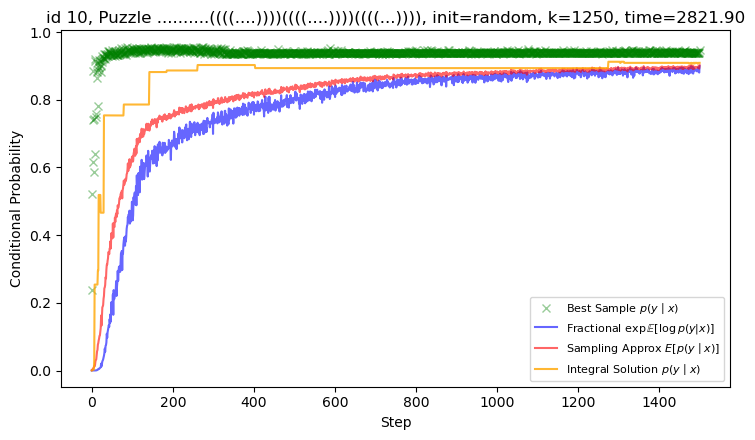 id 10, Puzzle ..........((((....))))((((....))))((((...)))), init=random, k=1250, time=2821.90
1.0
0.8
0.6
0.4
0.2
0.0
Conditional Probability
Best Sample p(y | x)
Fractional exp𝔼[log p(y|x)]
Sampling Approx E[p(y | x)]
Integral Solution p(y | x)
0 200 400 600 800 1000 1200 1400
Step